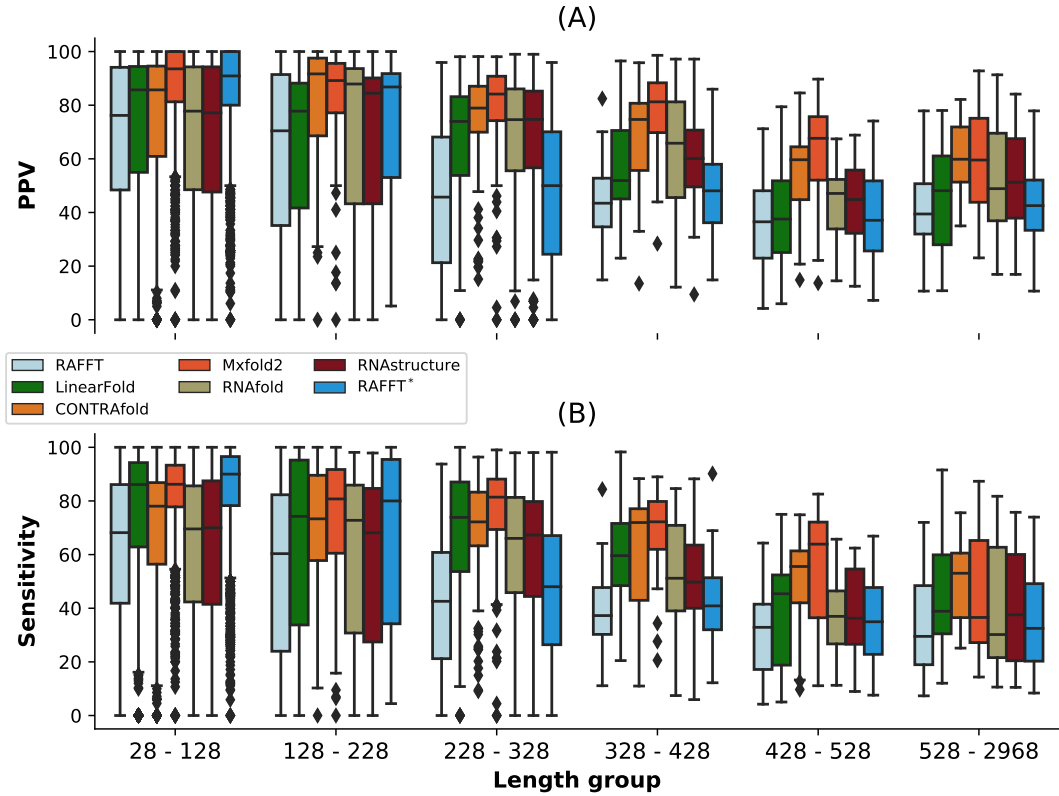 (A)
100
80
60
40
20
0
PPV
RAFFT
LinearFold
CONTRAfold
Mxfold2
RNAfold
RNAstructure
RAFFT*
(B)
100
80
60
40
20
0
Sensitivity
28 - 128 128 - 228 228 - 328 328 - 428 428 - 528 528 - 2968
Length group